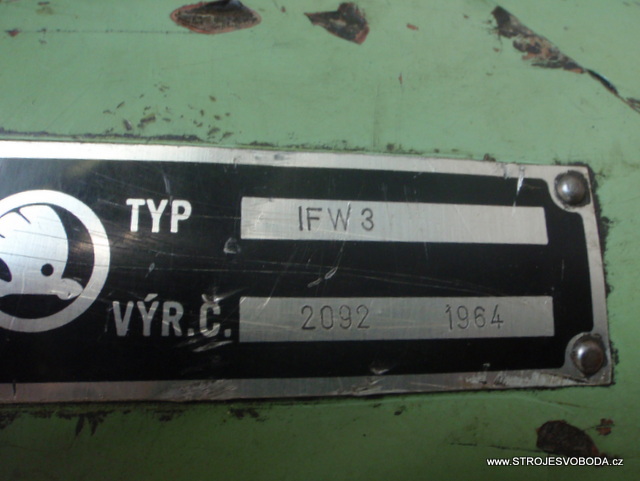 TYP IFW3
VÝR.Č. 2092 1964
www.STROJESVOBODA.cz